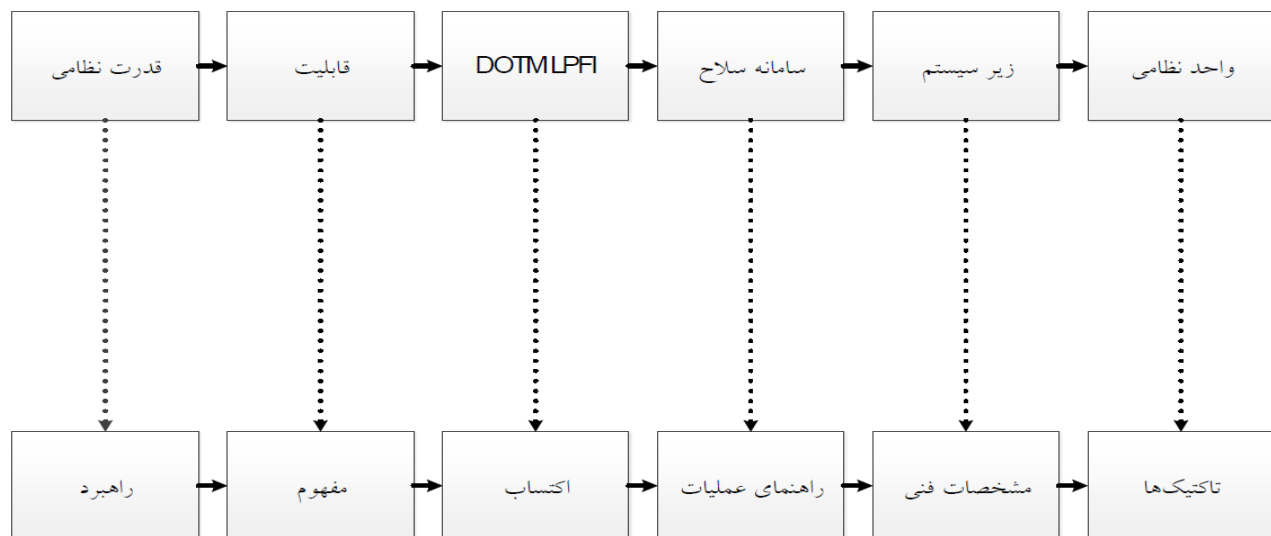 قدرت نظامی
قابلیت
DOTMLPFI
سامانه سلاح
زیر سیستم
واحد نظامی
راهبرد
مفهوم
اکتساب
راهنمای عملیات
مشخصات فنی
تاکتیک‌ها